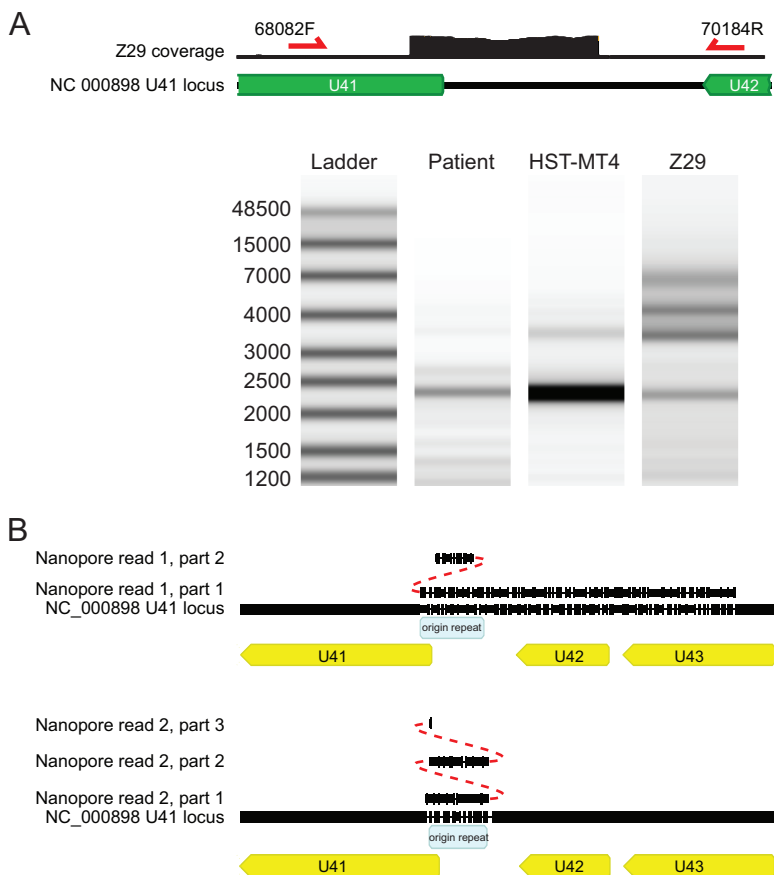 A
68082F
70184R
Z29 coverage
NC 000898 U41 locus
U41
U42
Ladder Patient HST-MT4 Z29
48500
15000
7000
4000
3000
2500
2000
1500
1200
B
Nanopore read 1, part 2
Nanopore read 1, part 1
NC_000898 U41 locus
origin repeat
U41 U42 U43
Nanopore read 2, part 3
Nanopore read 2, part 2
Nanopore read 2, part 1
NC_000898 U41 locus
origin repeat
U41 U42 U43